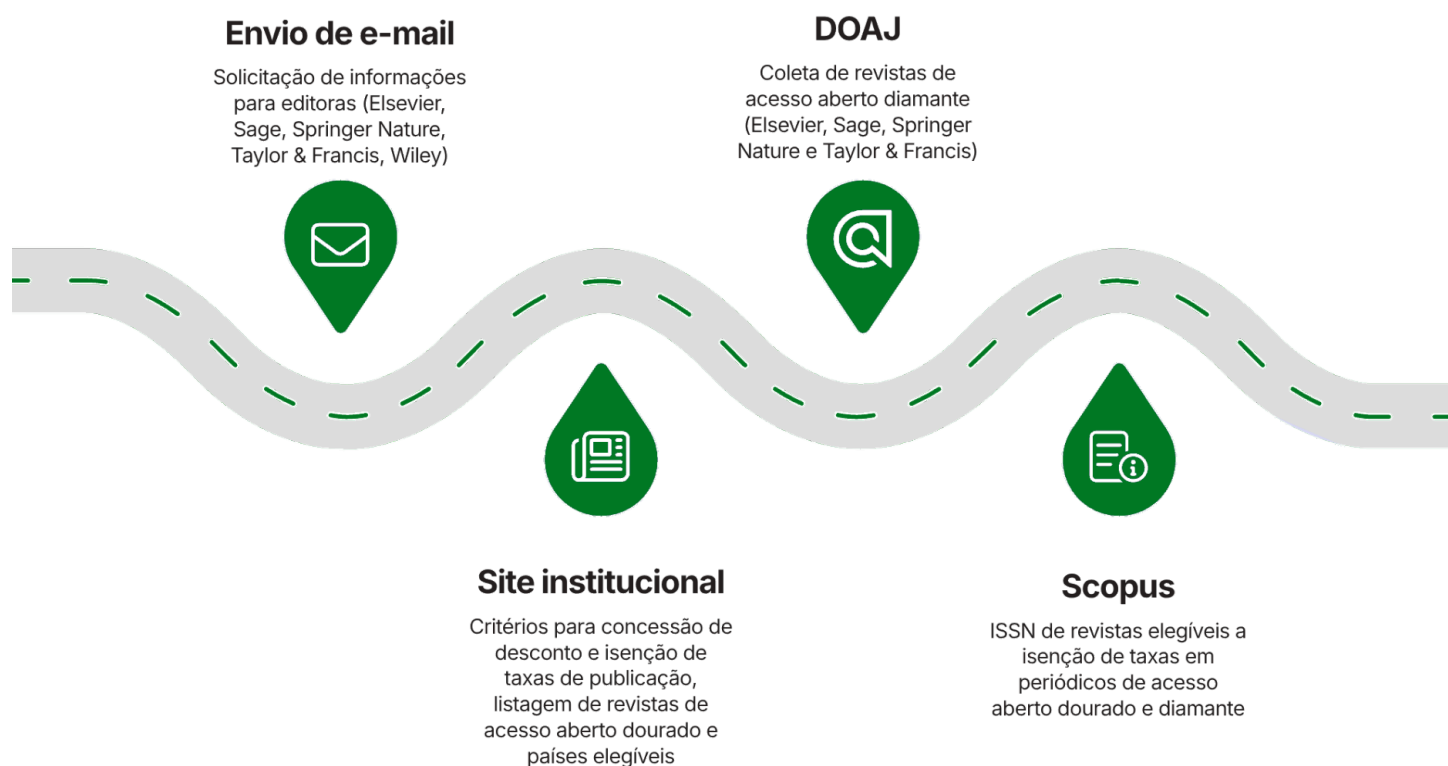 Envio de e-mail
Solicitação de informações
para editoras (Elsevier,
Sage, Springer Nature,
Taylor & Francis, Wiley)
Site institucional
Critérios para concessão de
desconto e isenção de
taxas de publicação,
listagem de revistas de
acesso aberto dourado e
países elegíveis
DOAJ
Coleta de revistas de
acesso aberto diamante
(Elsevier, Sage, Springer
Nature e Taylor & Francis)
Scopus
ISSN de revistas elegíveis a
isenção de taxas em
periódicos de acesso
aberto dourado e diamante